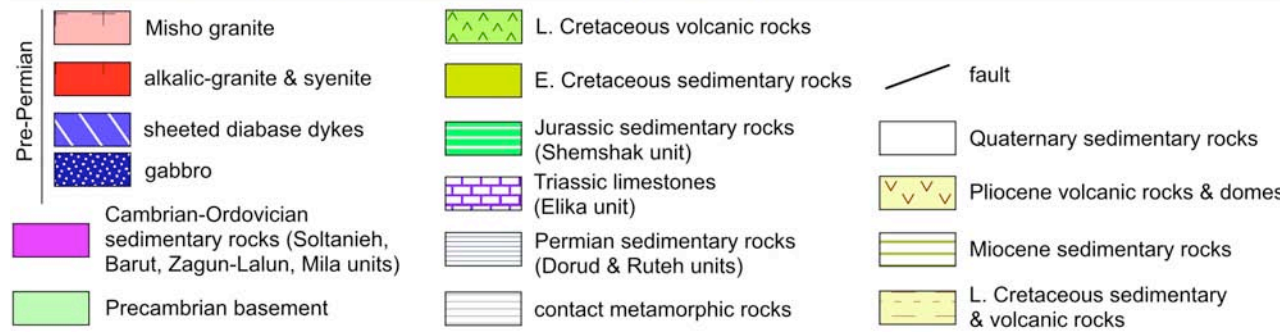 Pre-Permian
Misho granite
alkalic-granite & syenite
sheeted diabase dykes
gabbro
Cambrian-Ordovician
sedimentary rocks (Soltanieh,
Barut, Zagun-Lalun, Mila units)
Precambrian basement
L. Cretaceous volcanic rocks
E. Cretaceous sedimentary rocks
Jurassic sedimentary rocks
(Shemshak unit)
Triassic limestones
(Elika unit)
Permian sedimentary rocks
(Dorud & Ruteh units)
contact metamorphic rocks
fault
Quaternary sedimentary rocks
Pliocene volcanic rocks & domes
Miocene sedimentary rocks
L. Cretaceous sedimentary
& volcanic rocks